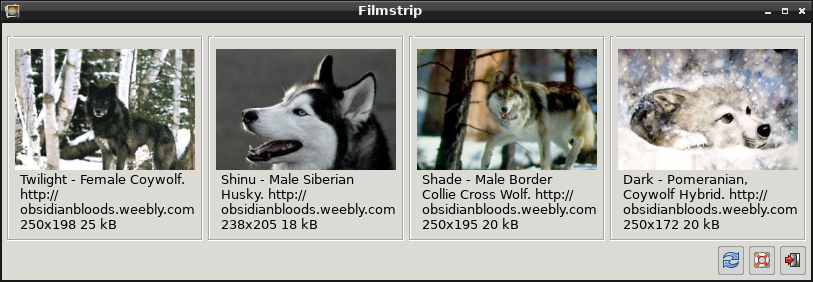 Filmstrip
Twilight - Female Coywolf.
http://
obsidianbloods.weebly.com
250x198 25 kB
Shinu - Male Siberian
Husky. http://
obsidianbloods.weebly.com
238x205 18 kB
Shade - Male Border
Collie Cross Wolf. http://
obsidianbloods.weebly.com
250x195 20 kB
Dark - Pomeranian,
Coywolf Hybrid. http://
obsidianbloods.weebly.com
250x172 20 kB